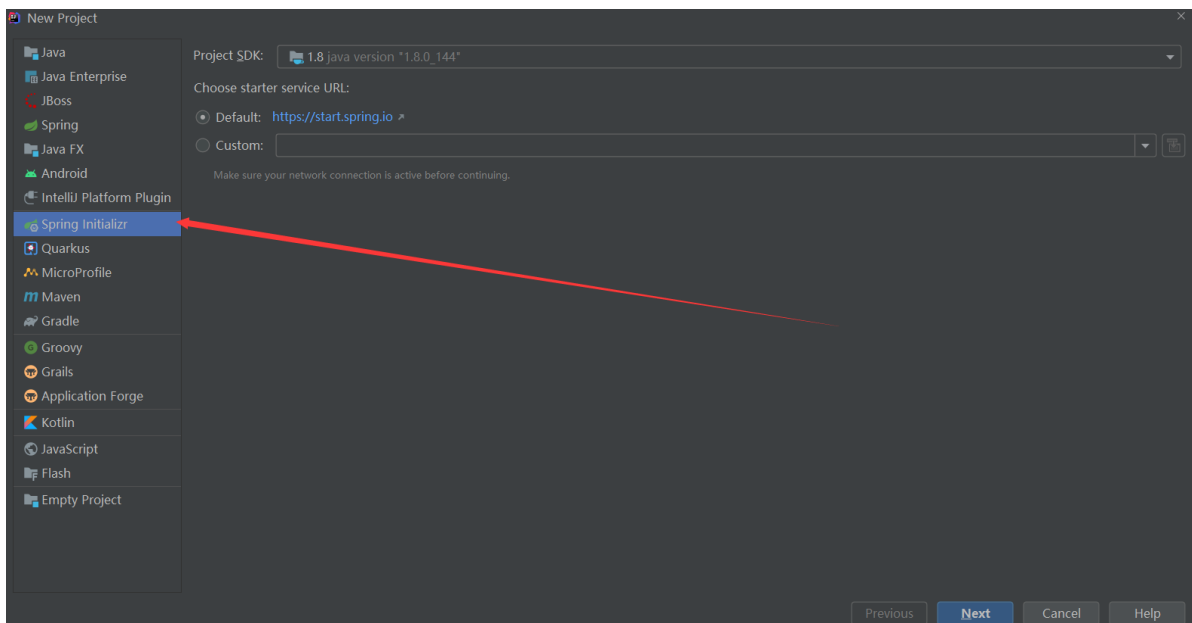 New Project
Java
Java Enterprise
JBoss
Spring
Java FX
Android
IntelliJ Platform Plugin
Spring Initializr
Quarkus
MicroProfile
Maven
Gradle
Groovy
Grails
Application Forge
Kotlin
JavaScript
Flash
Empty Project
Project SDK: 1.8 java version "1.8.0_144"
Choose starter service URL:
Default: https://start.spring.io
Custom:
Make sure your network connection is active before continuing.
Previous Next Cancel Help